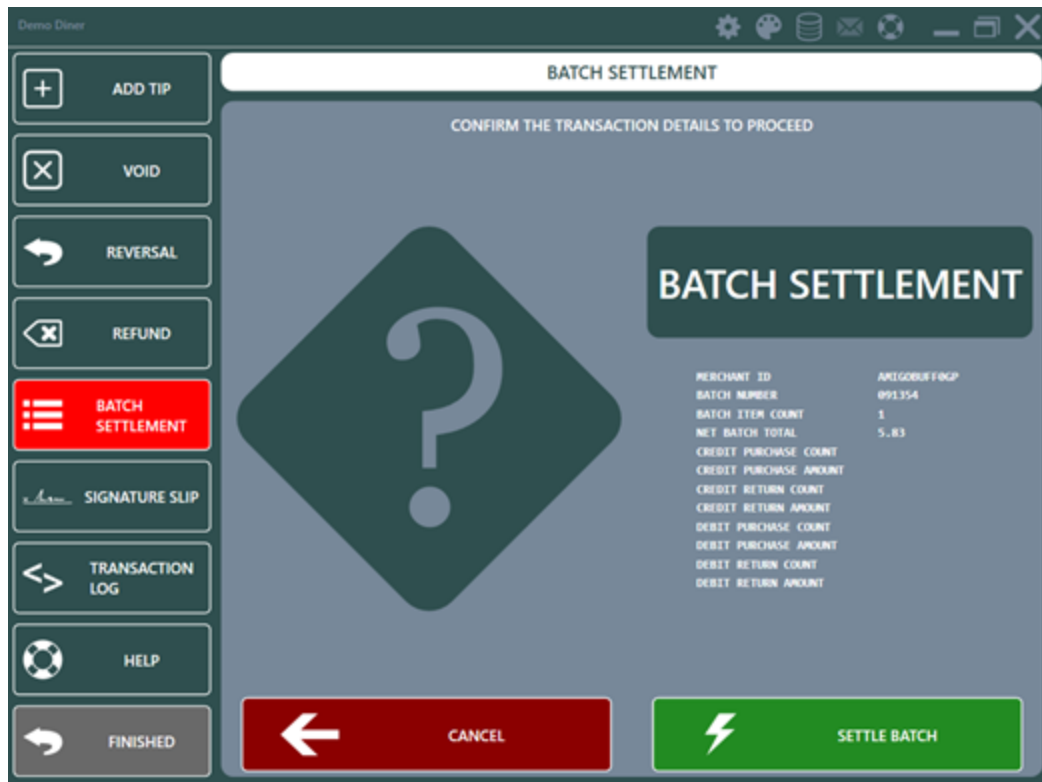 Demo Diner
ADD TIP
VOID
REVERSAL
REFUND
BATCH
SETTLEMENT
SIGNATURE SLIP
TRANSACTION
LOG
HELP
FINISHED
BATCH SETTLEMENT
CONFIRM THE TRANSACTION DETAILS TO PROCEED
?
BATCH SETTLEMENT
MERCHANT ID AMIGOBUFF0GP
BATCH NUMBER 091354
BATCH ITEM COUNT 1
NET BATCH TOTAL 5.83
CREDIT PURCHASE COUNT
CREDIT PURCHASE AMOUNT
CREDIT RETURN COUNT
CREDIT RETURN AMOUNT
DEBIT PURCHASE COUNT
DEBIT PURCHASE AMOUNT
DEBIT RETURN COUNT
DEBIT RETURN AMOUNT
CANCEL
SETTLE BATCH